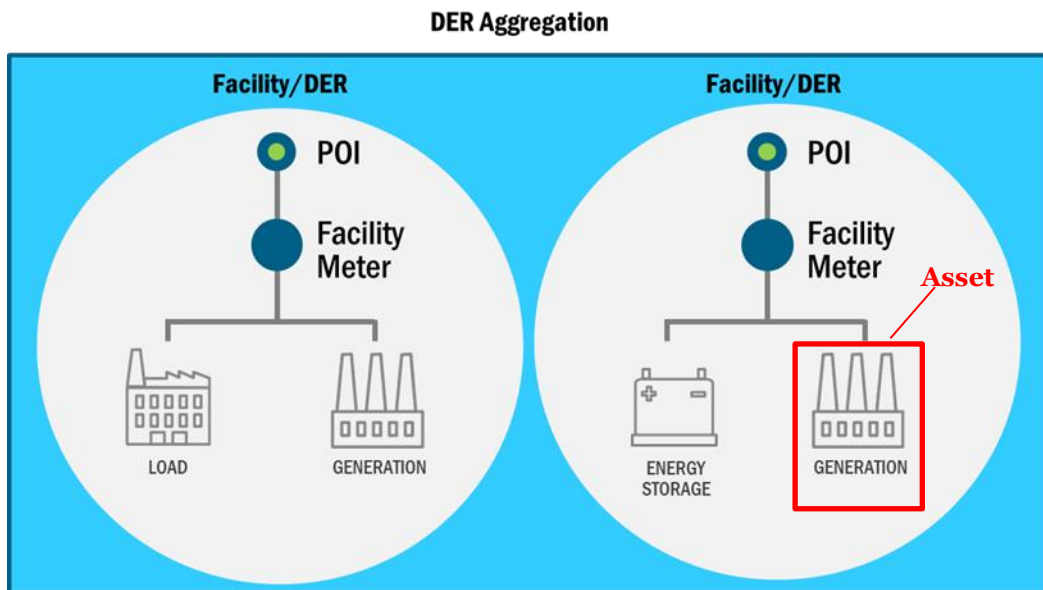 DER Aggregation
Facility/DER
POI
Facility
Meter
LOAD
GENERATION
Facility/DER
POI
Facility
Meter
Asset
ENERGY
STORAGE
GENERATION